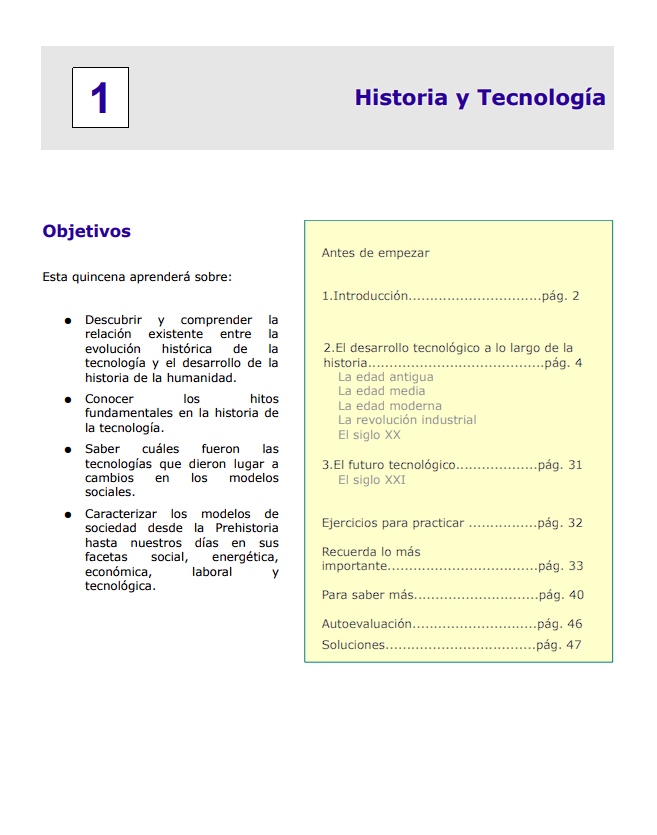 1
Historia y Tecnología
Objetivos
Esta quincena aprenderá sobre:
● Descubrir y comprender la
relación existente entre la
evolución histórica de la
tecnología y el desarrollo de la
historia de la humanidad.
● Conocer los hitos
fundamentales en la historia de
la tecnología.
● Saber cuáles fueron las
tecnologías que dieron lugar a
cambios en los modelos
sociales.
● Caracterizar los modelos de
sociedad desde la Prehistoria
hasta nuestros días en sus
facetas social, energética,
económica, laboral y
tecnológica.
Antes de empezar
1.Introducción...............................pág. 2
2.El desarrollo tecnológico a lo largo de la
historia.........................................pág. 4
La edad antigua
La edad media
La edad moderna
La revolución industrial
El siglo XX
3.El futuro tecnológico...................pág. 31
El siglo XXI
Ejercicios para practicar ................pág. 32
Recuerda lo más
importante...................................pág. 33
Para saber más.............................pág. 40
Autoevaluación.............................pág. 46
Soluciones...................................pág. 47